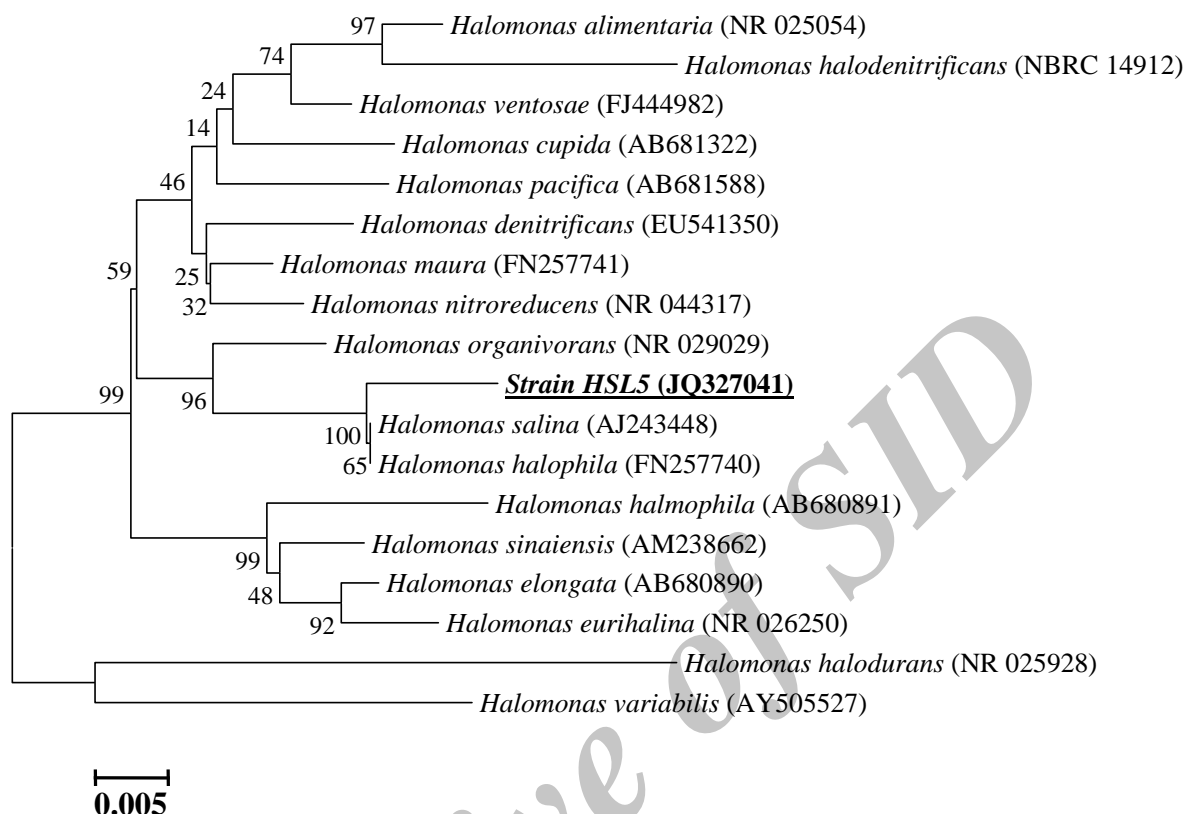 97
Halomonas alimentaria (NR 025054)
74
Halomonas halodenitrificans (NBRC 14912)
24
Halomonas ventosae (FJ444982)
14
Halomonas cupida (AB681322)
46
Halomonas pacifica (AB681588)
Halomonas denitrificans (EU541350)
59
25
Halomonas maura (FN257741)
32
Halomonas nitroreducens (NR 044317)
Halomonas organivorans (NR 029029)
99
96
Strain HSL5 (JQ327041)
100
Halomonas salina (AJ243448)
65
Halomonas halophila (FN257740)
Halomonas halmophila (AB680891)
99
Halomonas sinaiensis (AM238662)
48
Halomonas elongata (AB680890)
92
Halomonas eurihalina (NR 026250)
Halomonas halodurans (NR 025928)
Halomonas variabilis (AY505527)
0.005
ive of SID